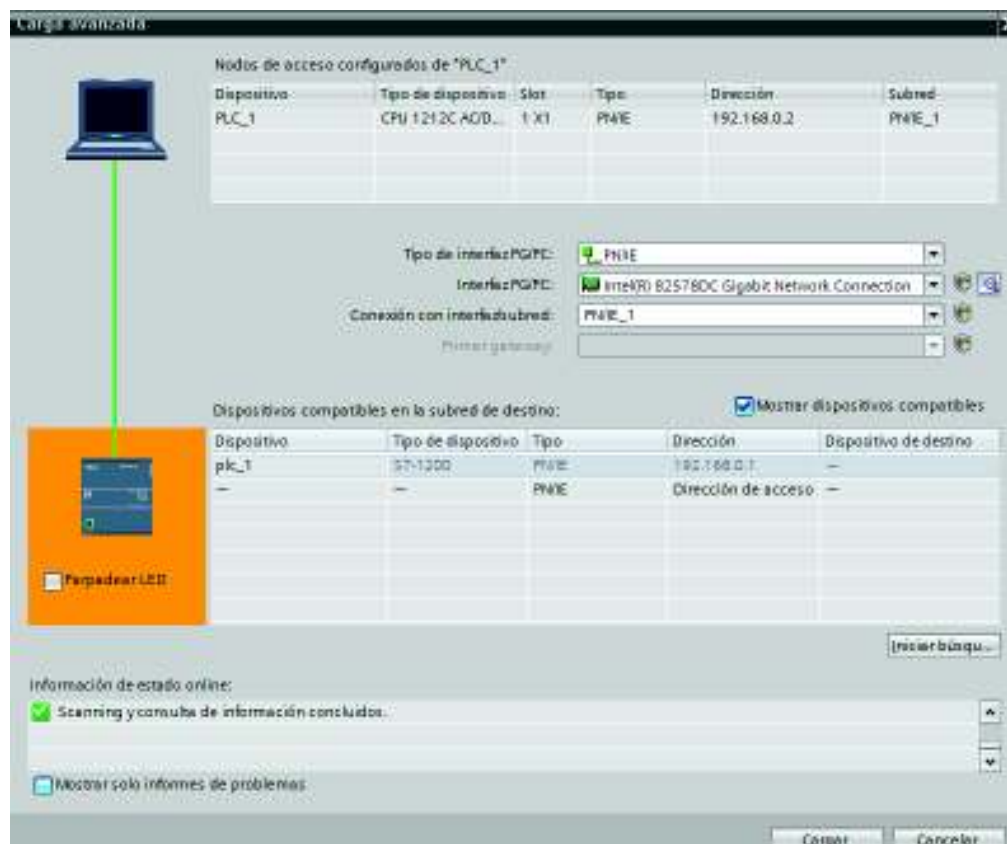 Carga avanzada
Nodos de acceso configurados de "PLC_1"
Dispositivo Tipo de dispositivo Slot Tipo Dirección Subred
PLC_1 CPU 1212C AC/D... 1 X1 PN/IE 192.168.0.2 PN/IE_1
Tipo de interfaz PG/PC: PN/IE
Interfaz PG/PC: Intel(R) 82578DC Gigabit Network Connection
Conexión con interfaz/subred: PN/IE_1
Primer gateway:
Dispositivos compatibles en la subred de destino: Mostrar dispositivos compatibles
Dispositivo Tipo de dispositivo Tipo Dirección Dispositivo de destino
plc_1 S7-1200 PN/IE 192.168.0.1 —
— — PN/IE Dirección de acceso —
Parpadear LED
Iniciar búsqu...
Información de estado online:
Scanning y consulta de información concluidos.
Mostrar solo informes de problemas
Cargar Cancelar